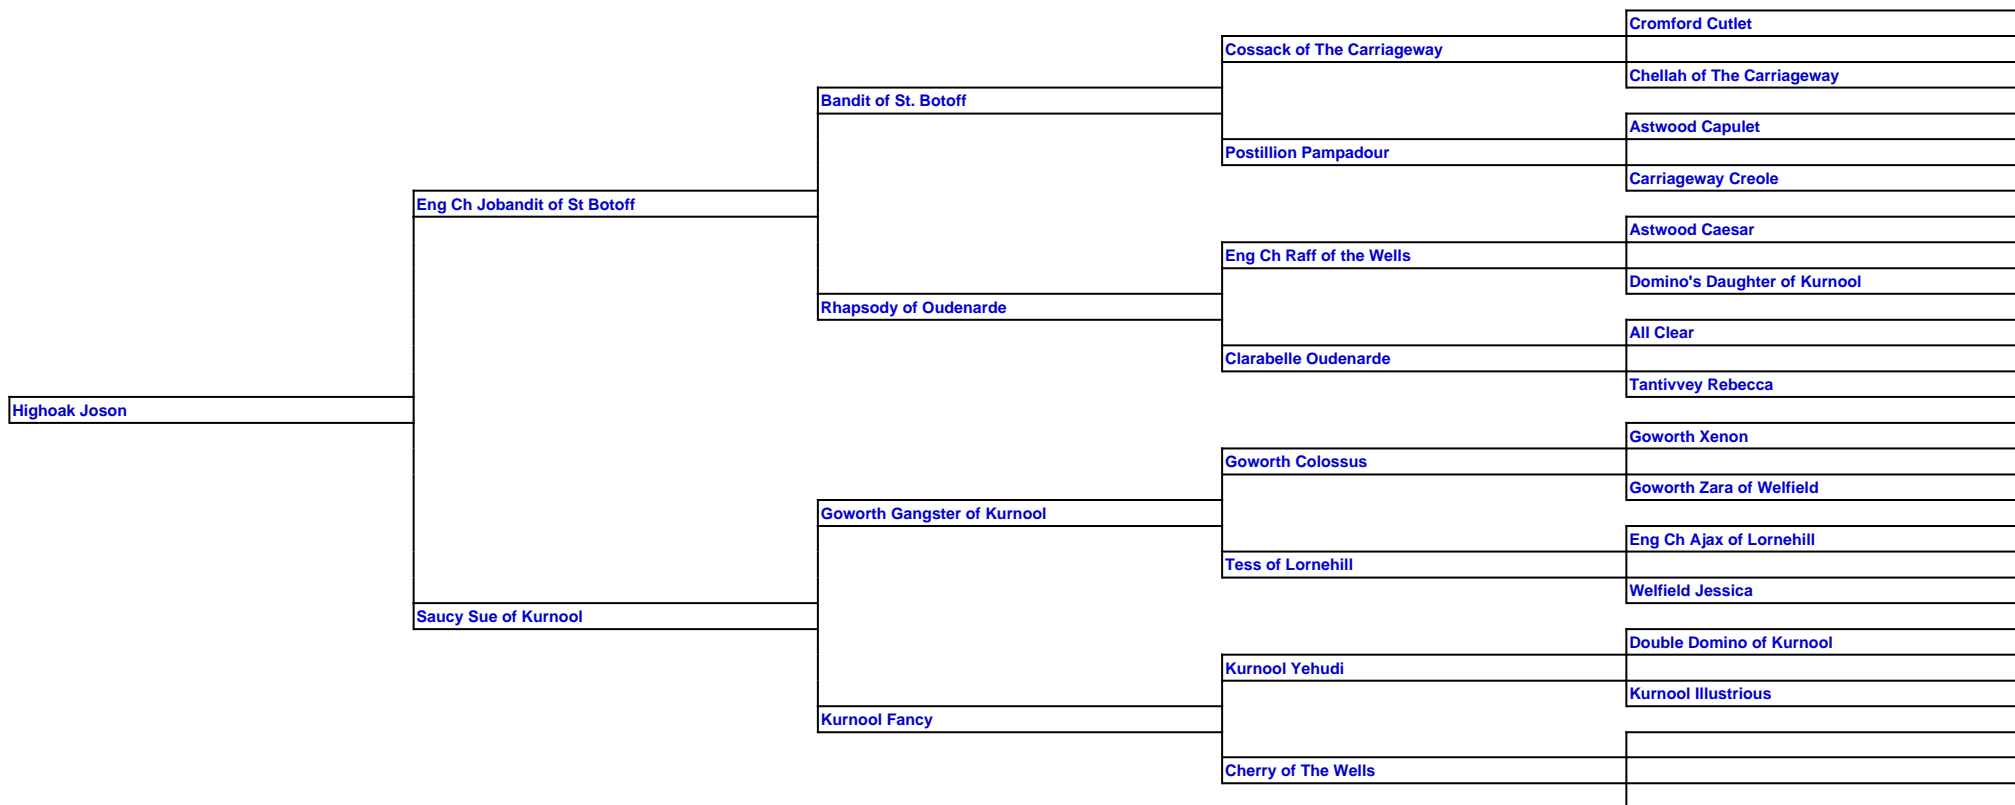 Cromford Cutlet
Cossack of The Carriageway
Chellah of The Carriageway
Bandit of St. Botoff
Astwood Capulet
Postillion Pampadour
Carriageway Creole
Eng Ch Jobandit of St Botoff
Astwood Caesar
Eng Ch Raff of the Wells
Domino's Daughter of Kurnool
Rhapsody of Oudenarde
All Clear
Clarabelle Oudenarde
Tantivvey Rebecca
Highoak Joson
Goworth Xenon
Goworth Colossus
Goworth Zara of Welfield
Goworth Gangster of Kurnool
Eng Ch Ajax of Lornehill
Tess of Lornehill
Welfield Jessica
Saucy Sue of Kurnool
Double Domino of Kurnool
Kurnool Yehudi
Kurnool Illustrious
Kurnool Fancy
Cherry of The Wells